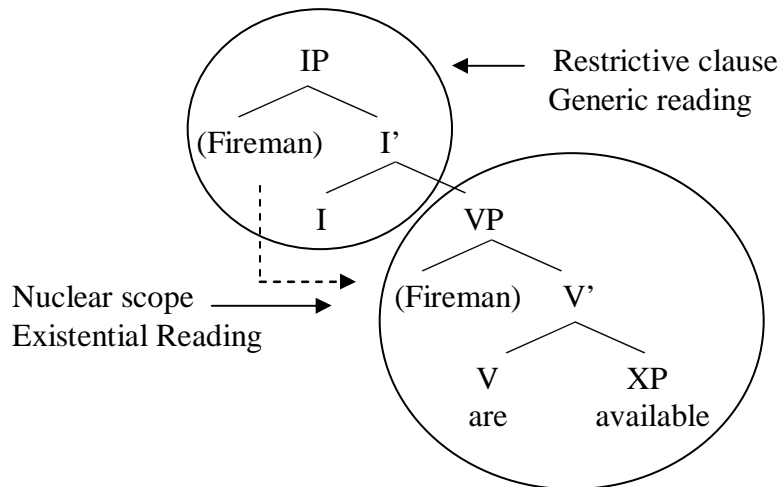 IP
Restrictive clause
Generic reading
(Fireman)
I’
I
VP
Nuclear scope
Existential Reading
(Fireman)
V’
V
XP
are
available